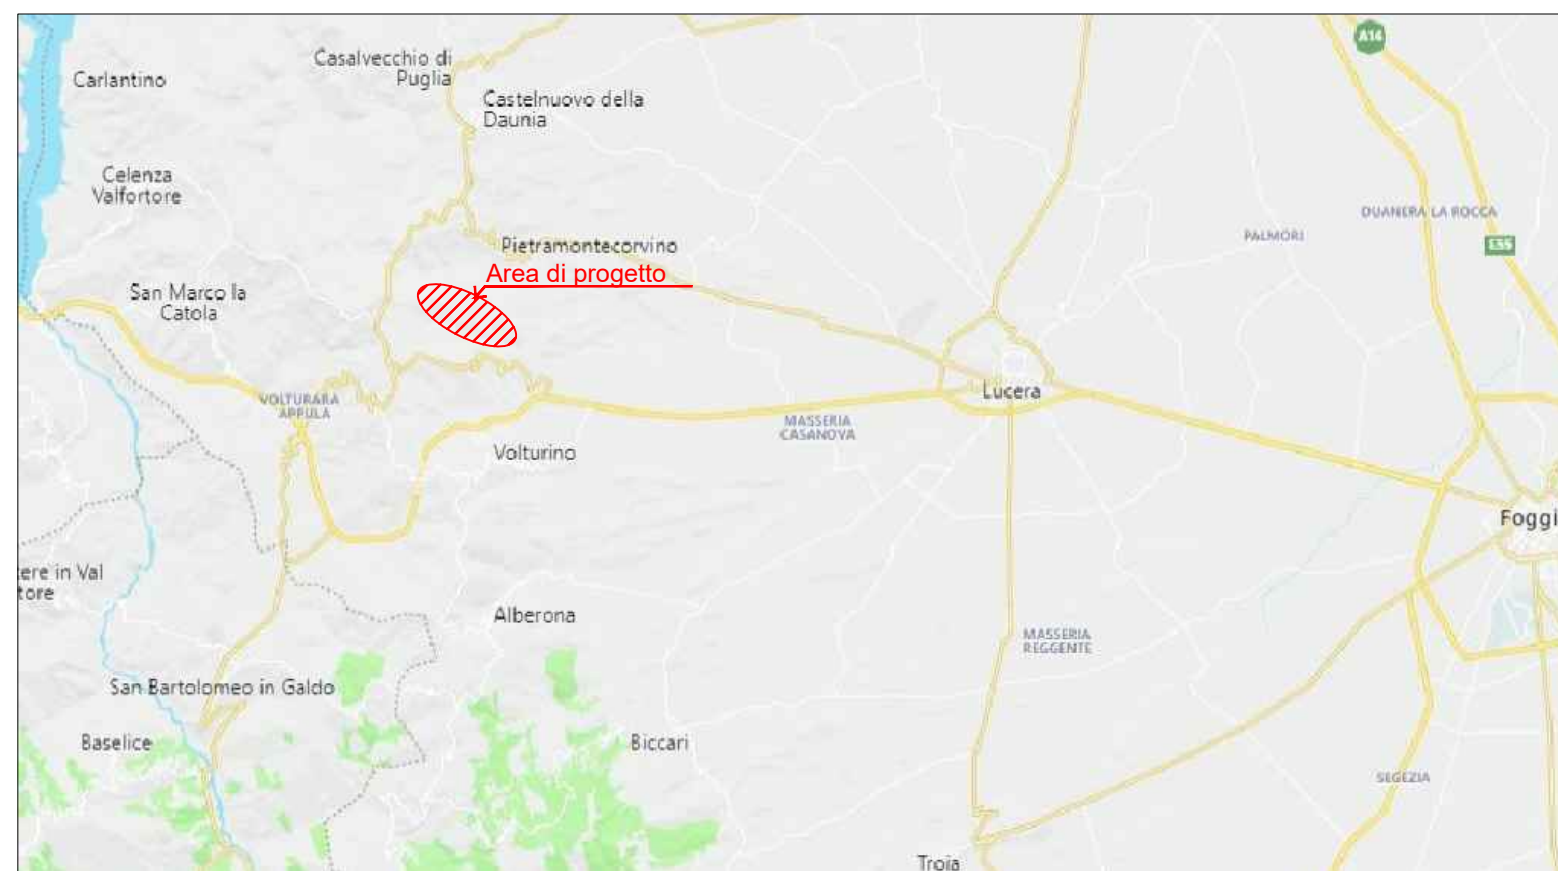 A14
Casalvecchio di
Puglia
Carlantino
Castelnuovo della
Daunia
Celenza
Valfortore
DUANERA LA ROCCA
PALMORI
E55
Pietramontecorvino
Area di progetto
San Marco la
Catola
Lucera
VOLTURARA
APPULA
MASSERIA
CASANOVA
Volturino
Foggi
ere in Val
tore
Alberona
MASSERIA
REGGENTE
San Bartolomeo in Galdo
Baselice
Biccari
SEGEZIA
Troia